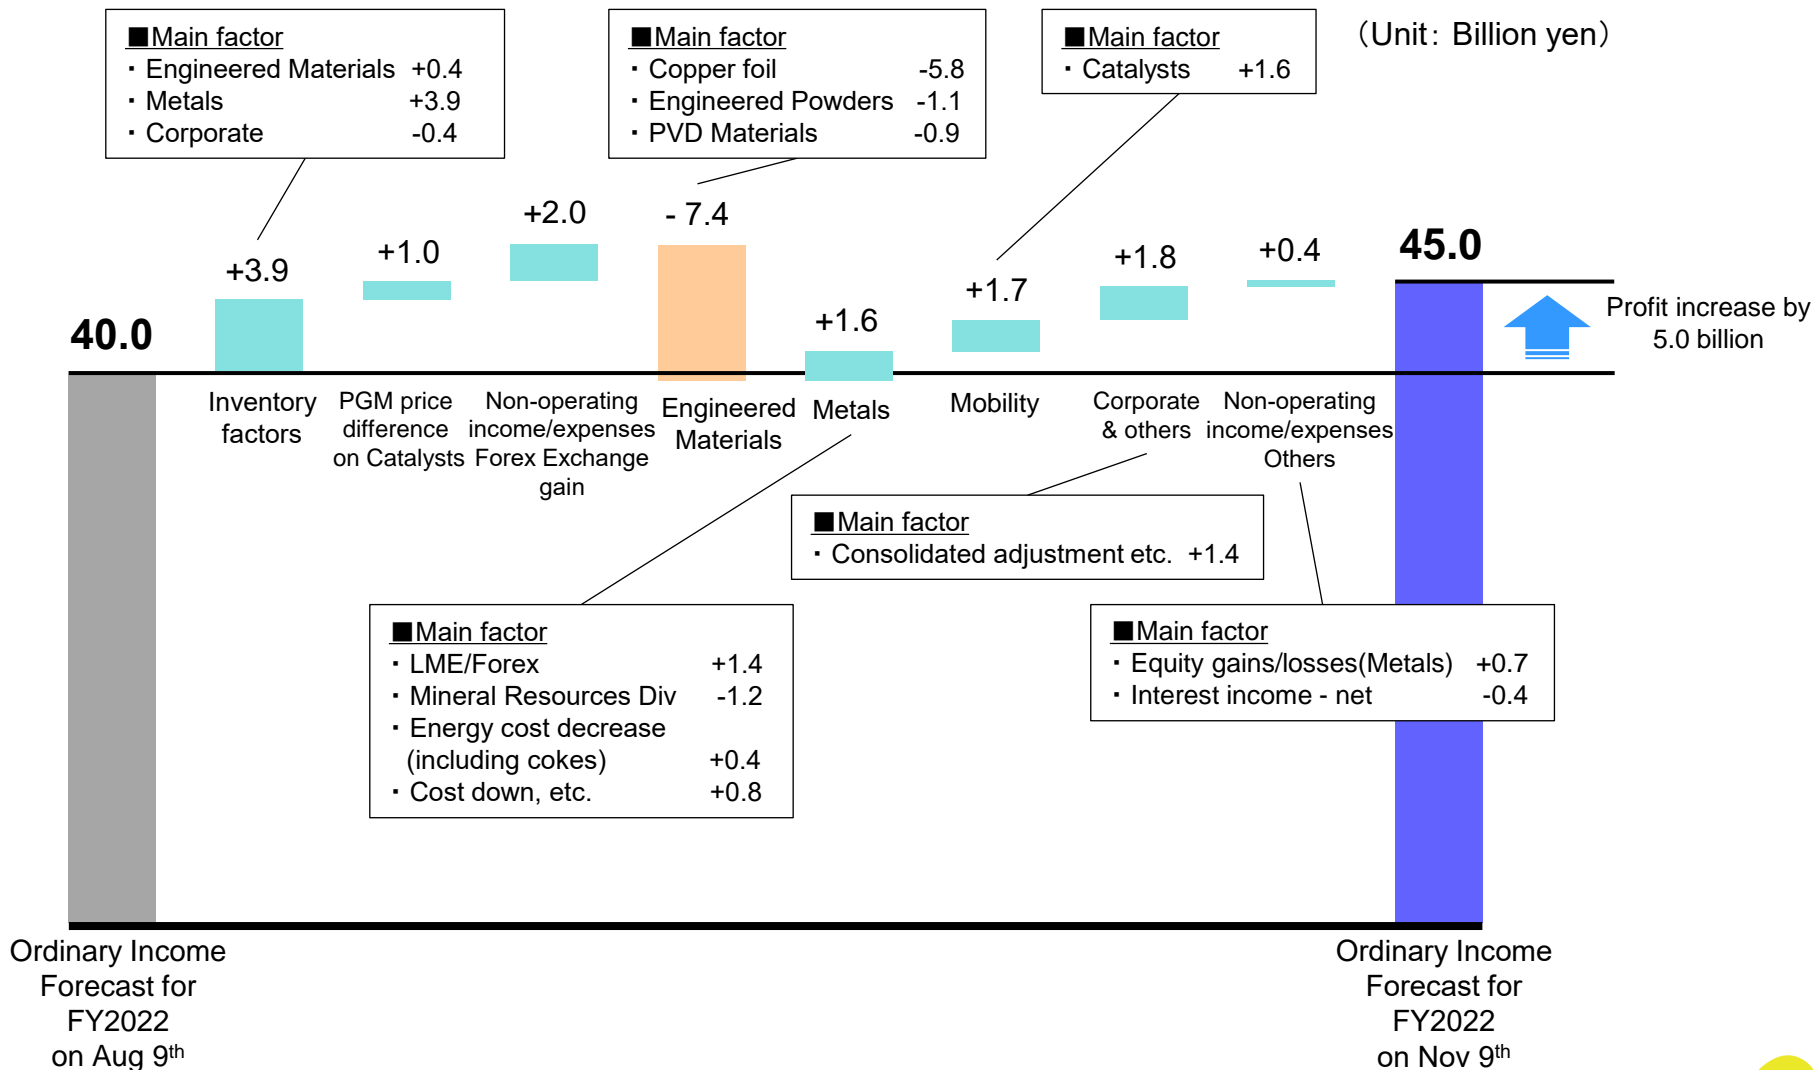 ■Main factor
・Engineered Materials +0.4
・Metals +3.9
・Corporate -0.4
■Main factor
・Copper foil -5.8
・Engineered Powders -1.1
・PVD Materials -0.9
■Main factor
・Catalysts +1.6
（Unit：Billion yen）
40.0
+3.9
+1.0
+2.0
- 7.4
+1.6
+1.7
+1.8
+0.4
45.0
Profit increase by
5.0 billion
Inventory
factors
PGM price
difference
on Catalysts
Non-operating
income/expenses
Forex Exchange
gain
Engineered
Materials
Metals
Mobility
Corporate
& others
Non-operating
income/expenses
Others
■Main factor
・Consolidated adjustment etc. +1.4
■Main factor
・LME/Forex +1.4
・Mineral Resources Div -1.2
・Energy cost decrease
(including cokes) +0.4
・Cost down, etc. +0.8
■Main factor
・Equity gains/losses(Metals) +0.7
・Interest income - net -0.4
Ordinary Income
Forecast for
FY2022
on Aug 9th
Ordinary Income
Forecast for
FY2022
on Nov 9th